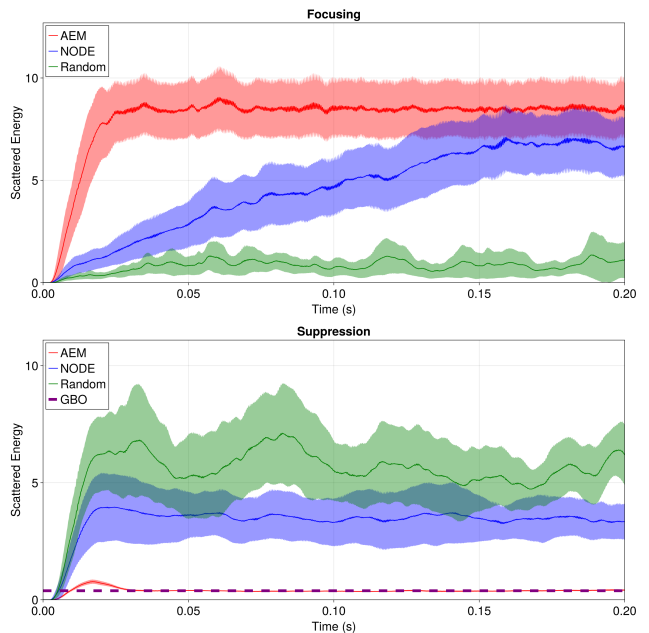 Focusing
AEM
NODE
Random
Scattered Energy
10
5
0
0.00
0.05
0.10
0.15
0.20
Time (s)
Suppression
AEM
NODE
Random
GBO
Scattered Energy
10
5
0
0.00
0.05
0.10
0.15
0.20
Time (s)